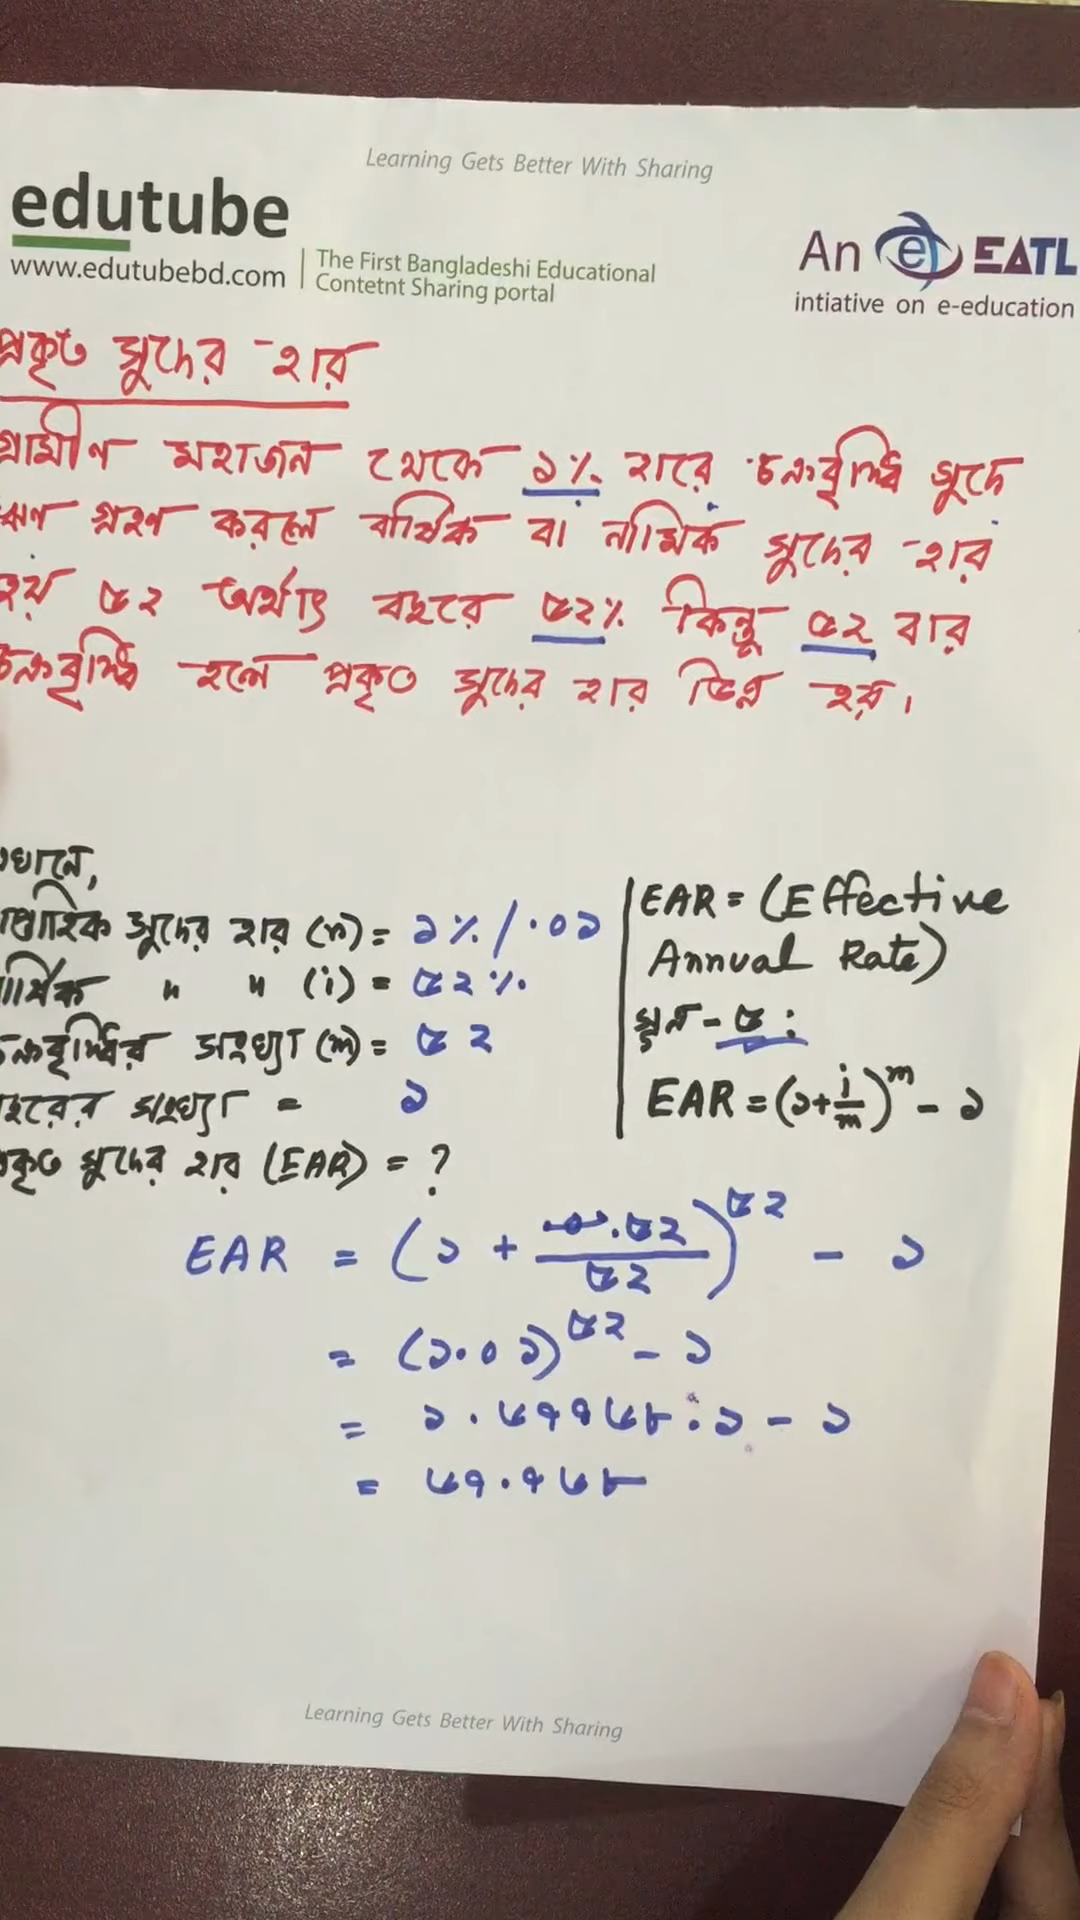 Learning Gets Better With Sharing
edutube
www.edutubebd.com
The First Bangladeshi Educational
Contetnt Sharing portal
An e EATL
intiative on e-education
প্রকৃত সুদের হার
গ্রামীণ মহাজন থেকে ১% হারে চক্রবৃদ্ধি সুদে
ঋণ গ্রহণ করলে বার্ষিক বা নামিক সুদের হার
হয় ৫২ অর্থাৎ বছরে ৫২% কিন্তু ৫২ বার
চক্রবৃদ্ধি হলে প্রকৃত সুদের হার ভিন্ন হয়।
এখানে,
সাপ্তাহিক সুদের হার (n) = ১%/.০১
বার্ষিক " " (i) = ৫২%
চক্রবৃদ্ধির সংখ্যা (m) = ৫২
বছরের সংখ্যা = ১
প্রকৃত সুদের হার (EAR) = ?
EAR = (Effective
Annual Rate)
সূত্র - ৫ :
EAR = (১+i/m)^m - ১
EAR = (১ + .৫২/৫২)^৫২ - ১
= (১.০১)^৫২ - ১
= ১.৬৭৭৬৮.১ - ১
= ৬৭.৭৬৮
Learning Gets Better With Sharing